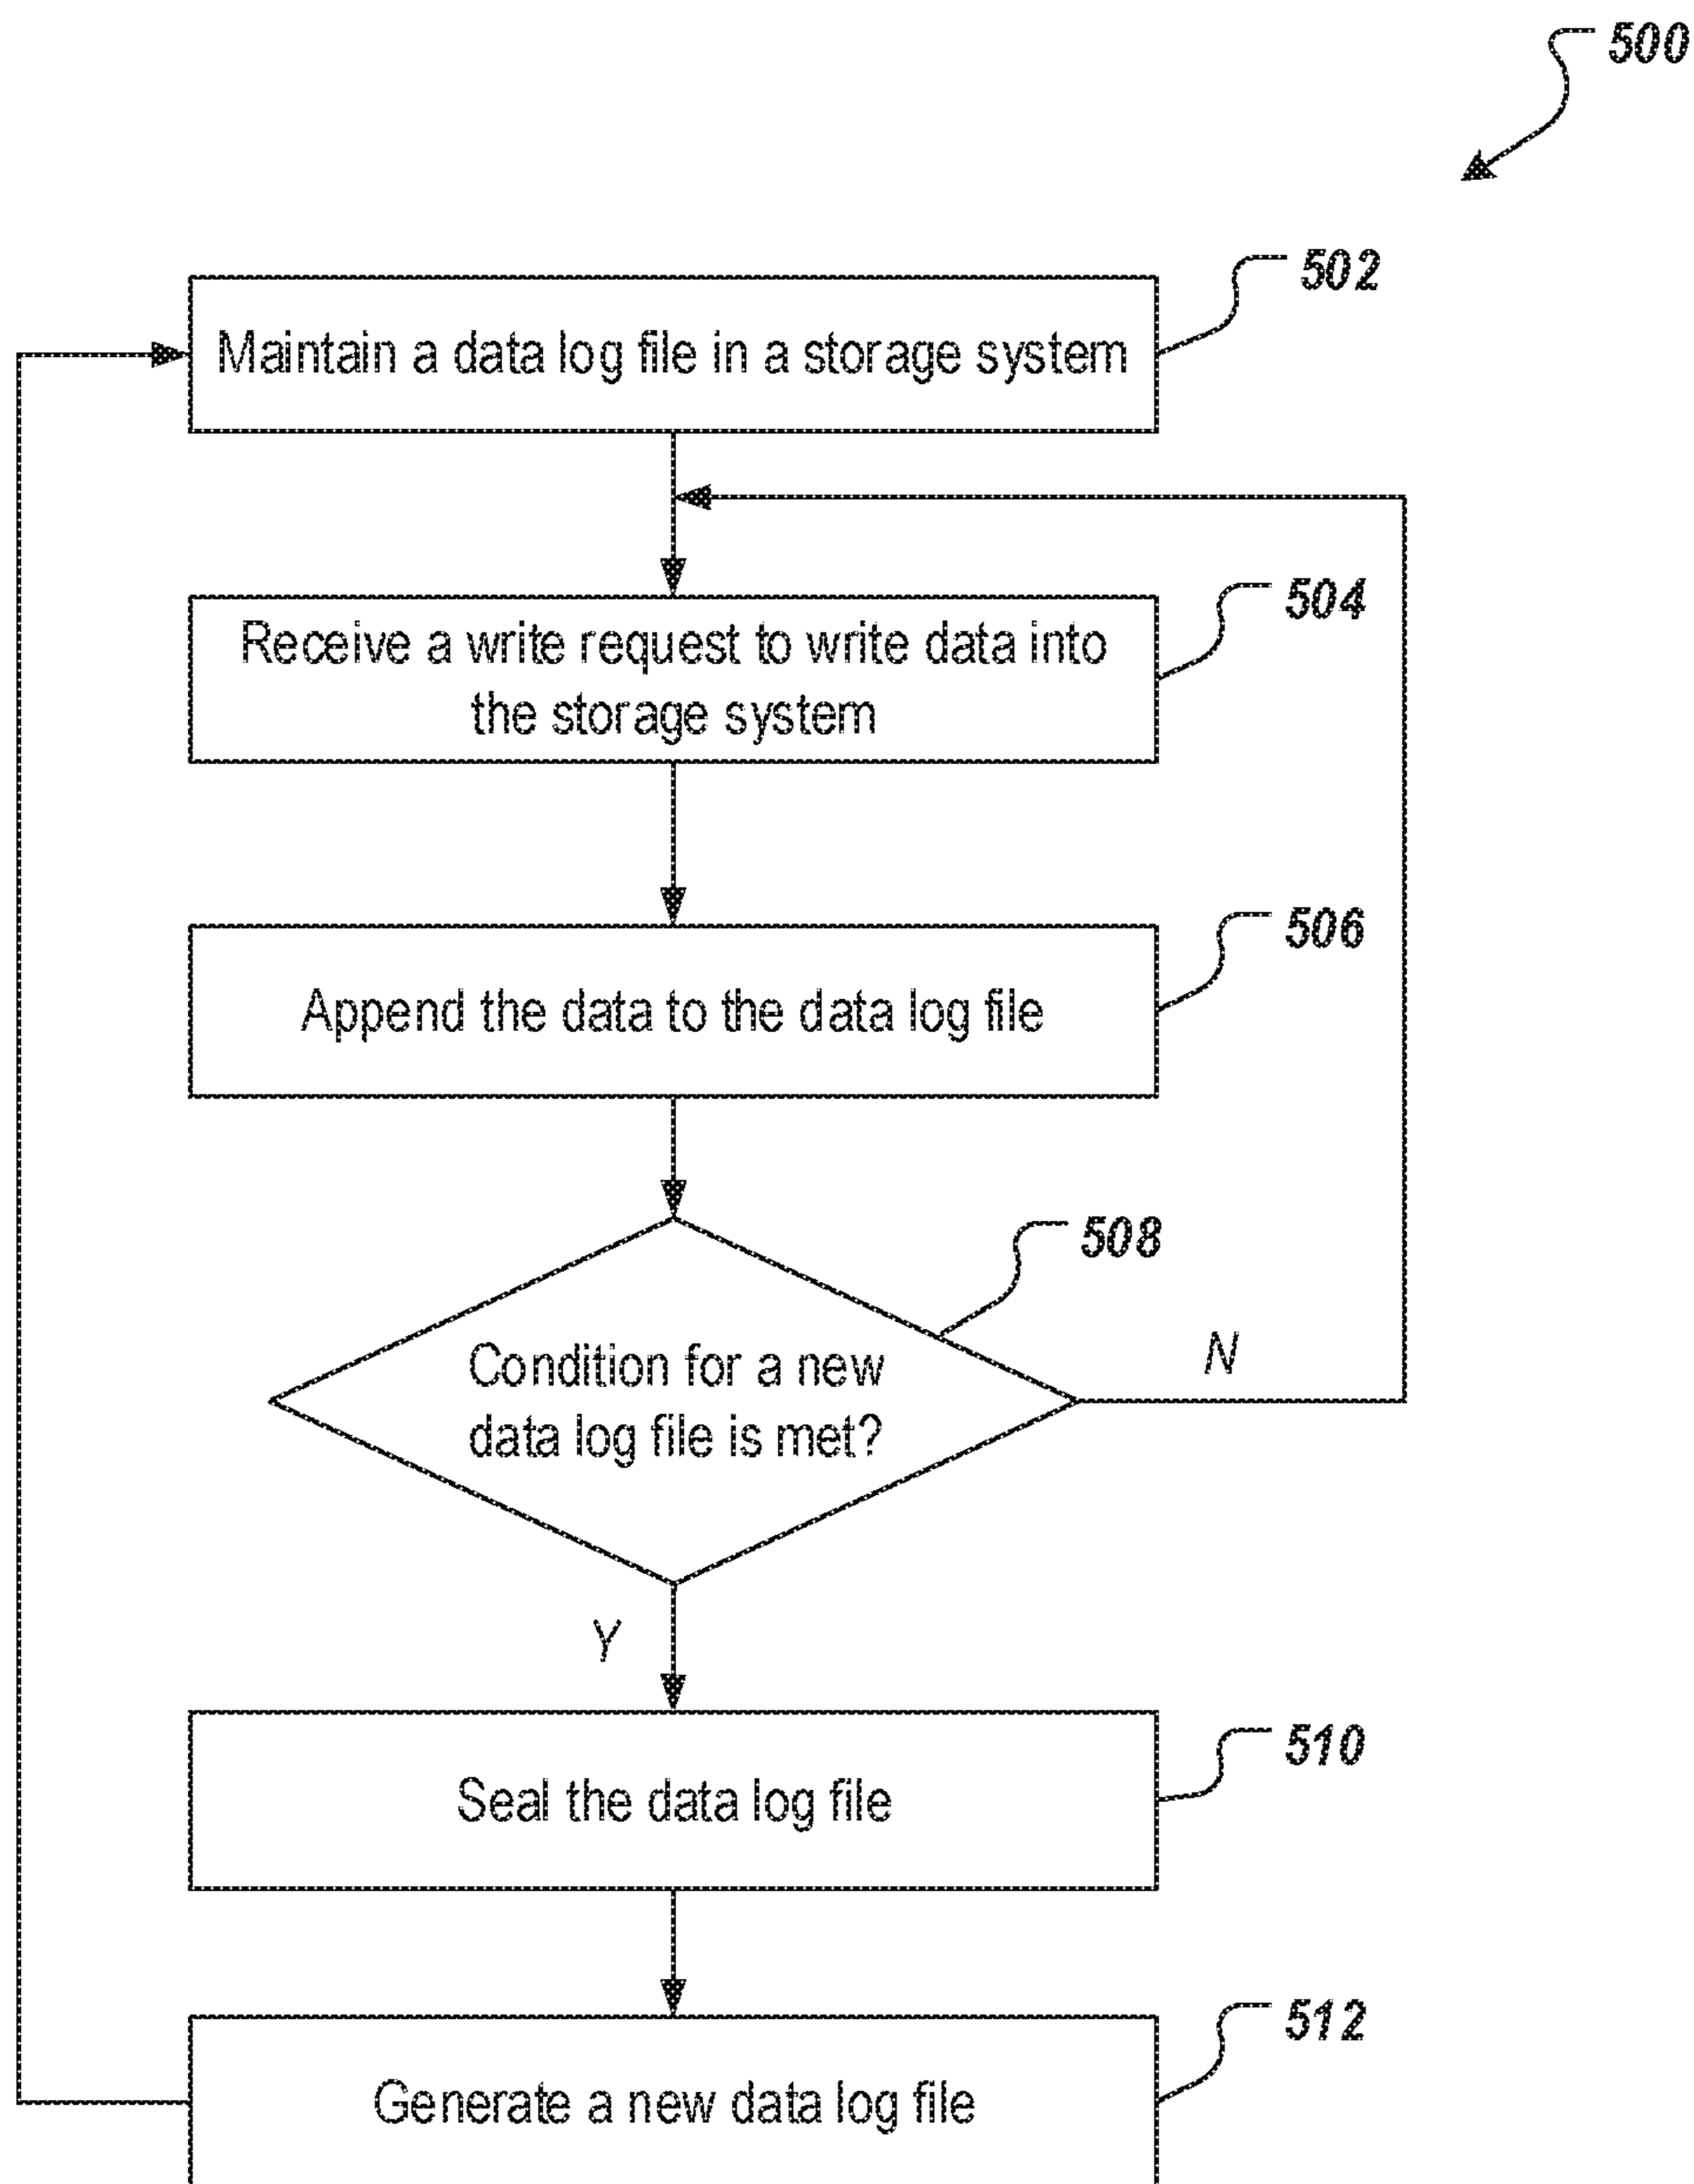 500
502
Maintain a data log file in a storage system
504
Receive a write request to write data into
the storage system
506
Append the data to the data log file
508
Condition for a new
data log file is met?
N
Y
510
Seal the data log file
512
Generate a new data log file